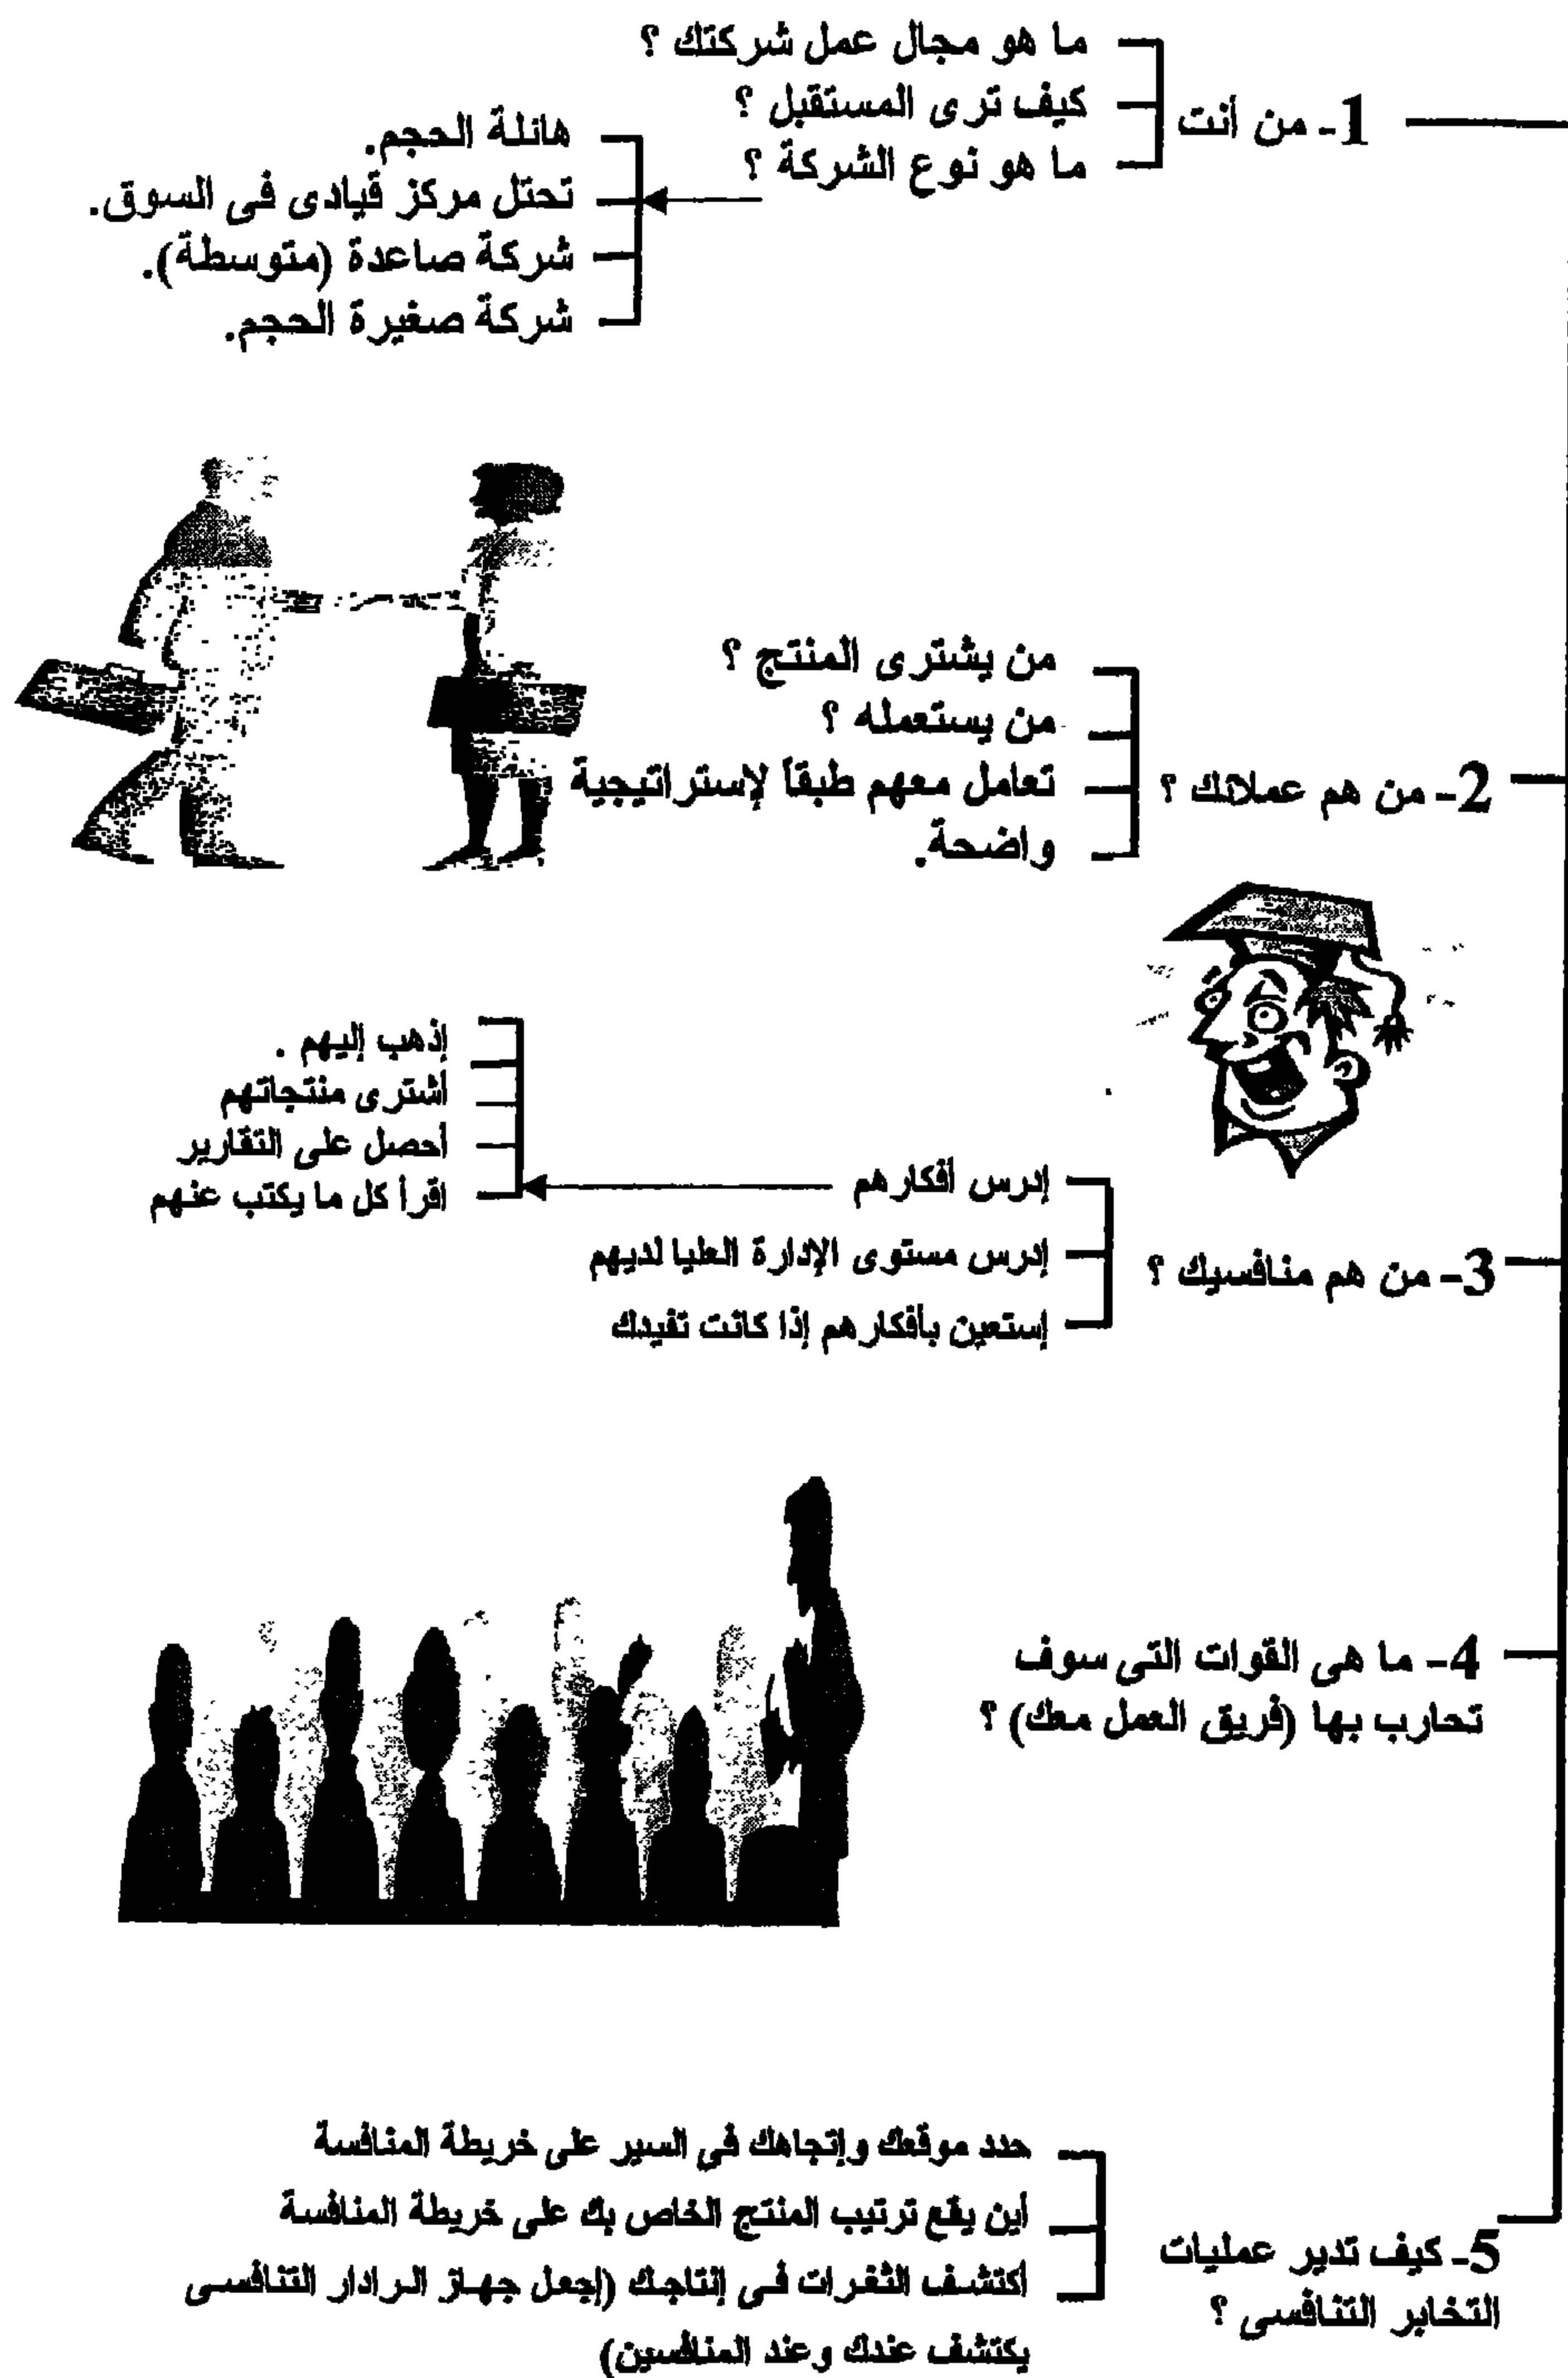 1- من أنت
ما هو مجال عمل شركتك ؟
كيف ترى المستقبل ؟
ما هو نوع الشركة ؟
هائلة الحجم.
تحتل مركز قيادى فى السوق.
شركة صاعدة (متوسطة).
شركة صغيرة الحجم.
2- من هم عملائك ؟
من يشترى المنتج ؟
من يستعمله ؟
تعامل معهم طبقاً لإستراتيجية
واضحة.
3- من هم منافسيك ؟
إدرس أفكارهم
إذهب إليهم .
أشترى منتجاتهم
أحصل على التقارير
اقرأ كل ما يكتب عنهم
إدرس مستوى الإدارة العليا لديهم
إستعين بأفكارهم إذا كانت تفيدك
4- ما هى القوات التى سوف
تحارب بها (فريق العمل معك) ؟
5- كيف تدير عمليات
التخابر التنافسى ؟
حدد موقعك وإتجاهك فى السير على خريطة المنافسة
أين يقع ترتيب المنتج الخاص بك على خريطة المنافسة
أكتشف الثغرات فى إنتاجك (إجعل جهاز الرادار التنافسى
يكتشف عندك وعند المنافسين)